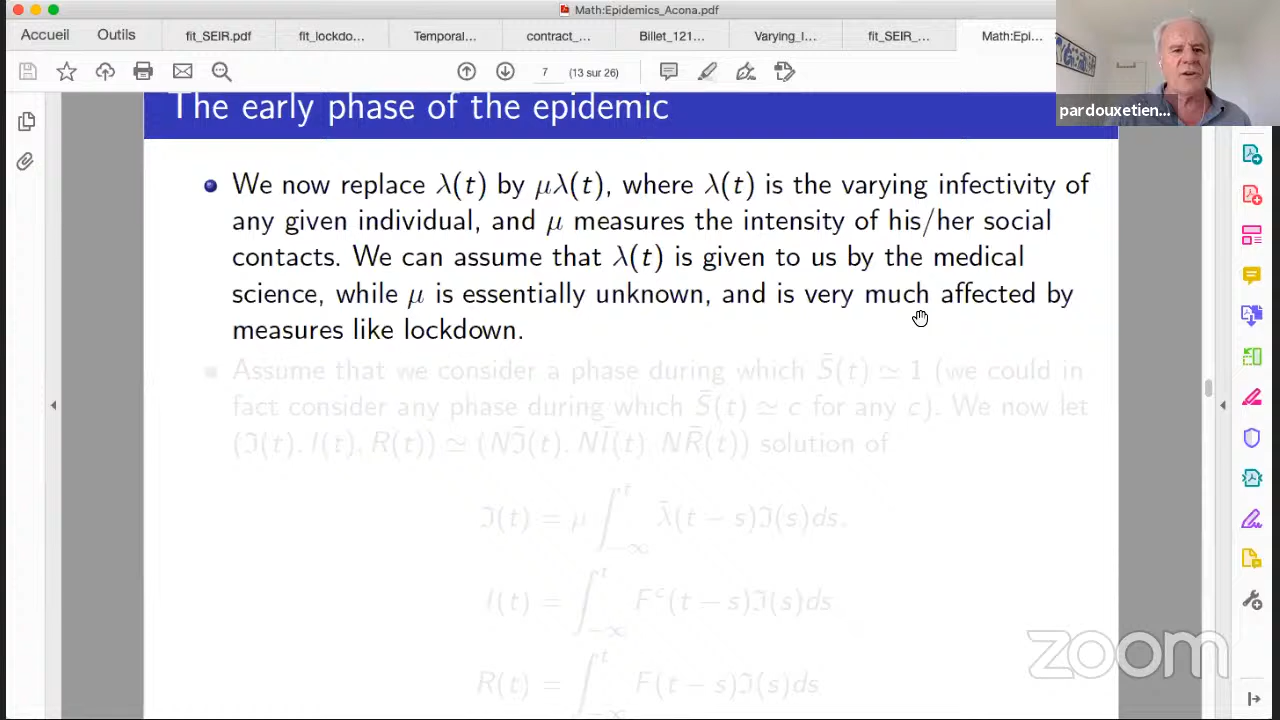 Math:Epidemics_Acona.pdf
Accueil Outils fit_SEIR.pdf fit_lockdo... Temporal... contract_... Billet_121... Varying_I... fit_SEIR_... Math:Epi...
7 (13 sur 26)
pardouxetien...
The early phase of the epidemic
We now replace λ(t) by μλ(t), where λ(t) is the varying infectivity of
any given individual, and μ measures the intensity of his/her social
contacts. We can assume that λ(t) is given to us by the medical
science, while μ is essentially unknown, and is very much affected by
measures like lockdown.
Assume that we consider a phase during which S̄(t) ≃ 1 (we could in
fact consider any phase during which S̄(t) ≃ c for any c). We now let
(ℑ(t), I(t), R(t)) ≃ (Nℑ̄(t), NĪ(t), NR̄(t)) solution of
ℑ(t) = μ ∫_{-∞}^t λ̄(t − s)ℑ(s)ds,
I(t) = ∫_{-∞}^t F^c(t − s)ℑ(s)ds
R(t) = ∫_{-∞}^t F(t − s)ℑ(s)ds
zoom